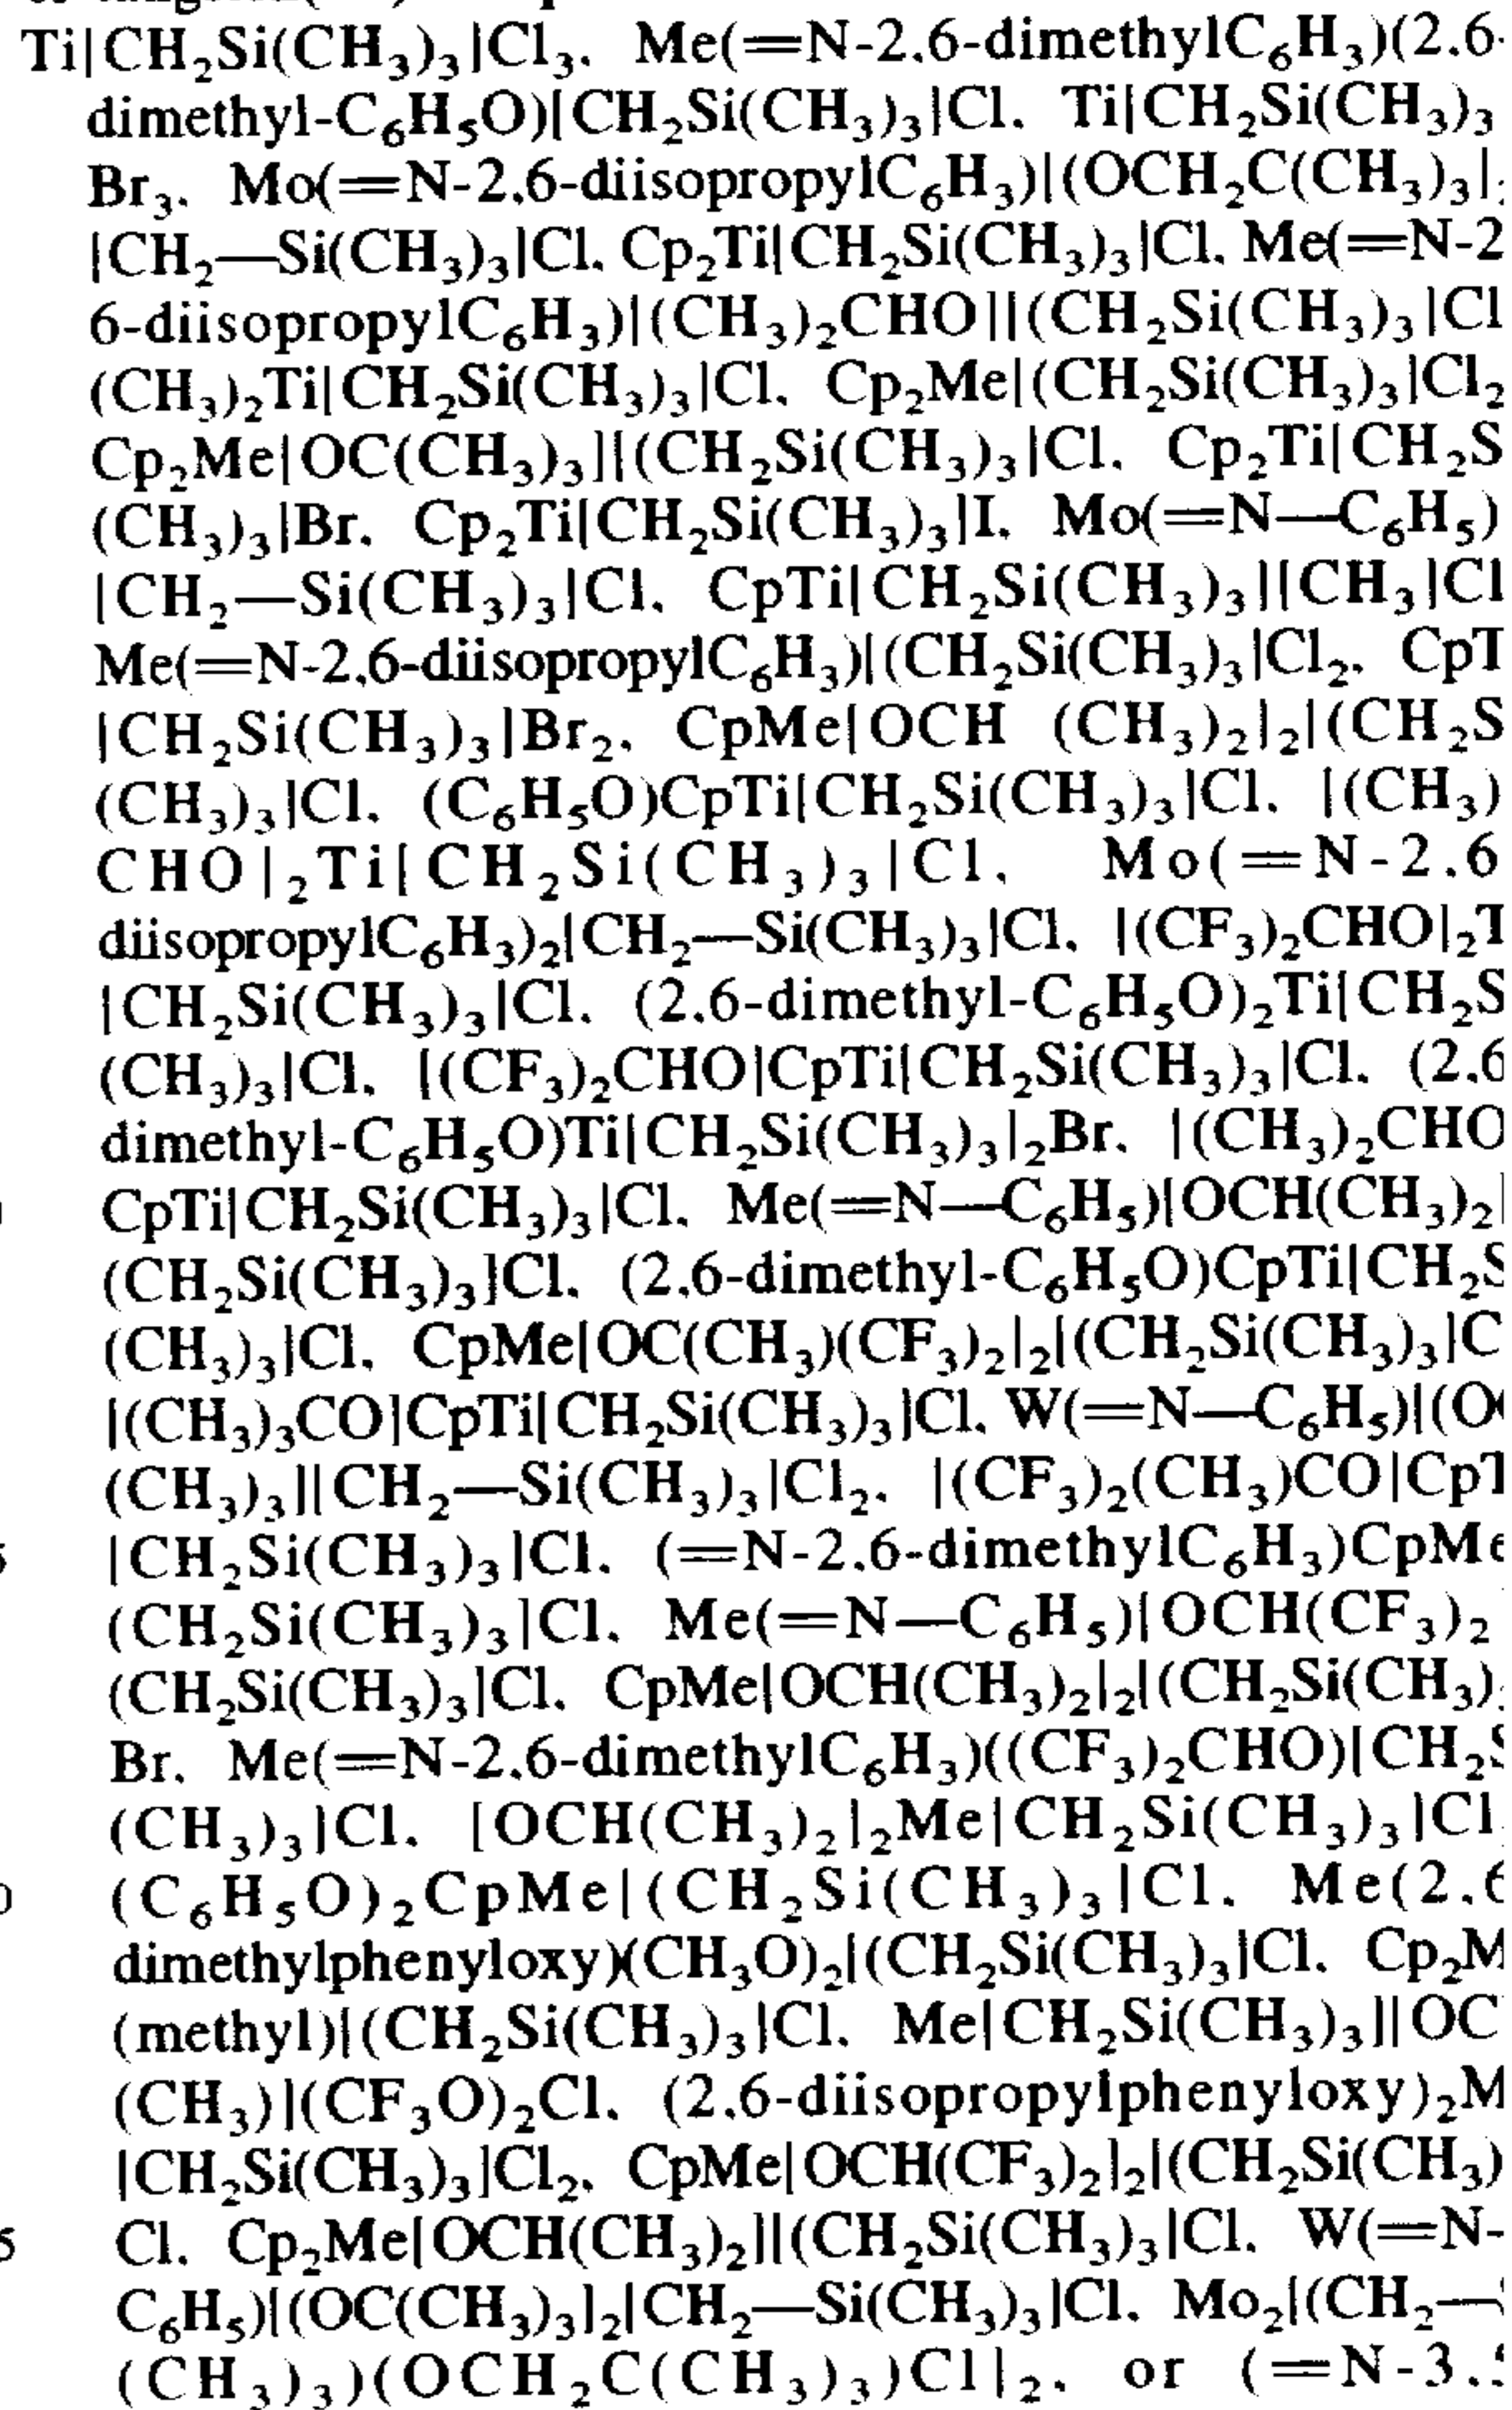 Ti[CH₂Si(CH₃)₃]Cl₃, Me(=N-2,6-dimethylC₆H₃)(2,6-
dimethyl-C₆H₅O)[CH₂Si(CH₃)₃]Cl, Ti[CH₂Si(CH₃)₃
Br₃, Mo(=N-2,6-diisopropylC₆H₃)[(OCH₂C(CH₃)₃]
[CH₂—Si(CH₃)₃]Cl, Cp₂Ti[CH₂Si(CH₃)₃]Cl, Me(=N-2
6-diisopropylC₆H₃)[(CH₃)₂CHO][(CH₂Si(CH₃)₃]Cl
(CH₃)₂Ti[CH₂Si(CH₃)₃]Cl, Cp₂Me[(CH₂Si(CH₃)₃]Cl₂
Cp₂Me[OC(CH₃)₃][(CH₂Si(CH₃)₃]Cl, Cp₂Ti[CH₂S
(CH₃)₃]Br, Cp₂Ti[CH₂Si(CH₃)₃]I, Mo(=N—C₆H₅)
[CH₂—Si(CH₃)₃]Cl, CpTi[CH₂Si(CH₃)₃][CH₃]Cl
Me(=N-2,6-diisopropylC₆H₃)[(CH₂Si(CH₃)₃]Cl₂, CpT
[CH₂Si(CH₃)₃]Br₂, CpMe[OCH (CH₃)₂]₂[(CH₂S
(CH₃)₃]Cl, (C₆H₅O)CpTi[CH₂Si(CH₃)₃]Cl, [(CH₃)
CHO]₂Ti[CH₂Si(CH₃)₃]Cl, Mo(=N-2,6
diisopropylC₆H₃)₂[CH₂—Si(CH₃)₃]Cl, [(CF₃)₂CHO]₂T
[CH₂Si(CH₃)₃]Cl, (2,6-dimethyl-C₆H₅O)₂Ti[CH₂S
(CH₃)₃]Cl, [(CF₃)₂CHO]CpTi[CH₂Si(CH₃)₃]Cl, (2,6
dimethyl-C₆H₅O)Ti[CH₂Si(CH₃)₃]₂Br, [(CH₃)₂CHO
CpTi[CH₂Si(CH₃)₃]Cl, Me(=N—C₆H₅)[OCH(CH₃)₂]
(CH₂Si(CH₃)₃]Cl, (2,6-dimethyl-C₆H₅O)CpTi[CH₂S
(CH₃)₃]Cl, CpMe[OC(CH₃)(CF₃)₂]₂[(CH₂Si(CH₃)₃]C
[(CH₃)₃CO]CpTi[CH₂Si(CH₃)₃]Cl, W(=N—C₆H₅)[(O
(CH₃)₃][CH₂—Si(CH₃)₃]Cl₂, [(CF₃)₂(CH₃)CO]CpT
5 [CH₂Si(CH₃)₃]Cl, (=N-2,6-dimethylC₆H₃)CpMe
(CH₂Si(CH₃)₃]Cl, Me(=N—C₆H₅)[OCH(CF₃)₂
(CH₂Si(CH₃)₃]Cl, CpMe[OCH(CH₃)₂]₂[(CH₂Si(CH₃)
Br, Me(=N-2,6-dimethylC₆H₃)((CF₃)₂CHO)[CH₂S
(CH₃)₃]Cl, [OCH(CH₃)₂]₂Me[CH₂Si(CH₃)₃]Cl
0 (C₆H₅O)₂CpMe[(CH₂Si(CH₃)₃]Cl, Me(2,6
dimethylphenyloxy)(CH₃O)₂[(CH₂Si(CH₃)₃]Cl, Cp₂M
(methyl)[(CH₂Si(CH₃)₃]Cl, Me[CH₂Si(CH₃)₃][OC
(CH₃)](CF₃O)₂Cl, (2,6-diisopropylphenyloxy)₂M
[CH₂Si(CH₃)₃]Cl₂, CpMe[OCH(CF₃)₂]₂[(CH₂Si(CH₃)
5 Cl, Cp₂Me[OCH(CH₃)₂][(CH₂Si(CH₃)₃]Cl, W(=N-
C₆H₅)[(OC(CH₃)₃]₂[CH₂—Si(CH₃)₃]Cl, Mo₂[(CH₂—
(CH₃)₃)(OCH₂C(CH₃)₃)Cl]₂, or (=N-3,